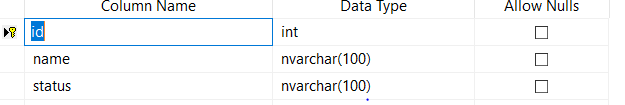 Column Name Data Type Allow Nulls
id int
name nvarchar(100)
status nvarchar(100)